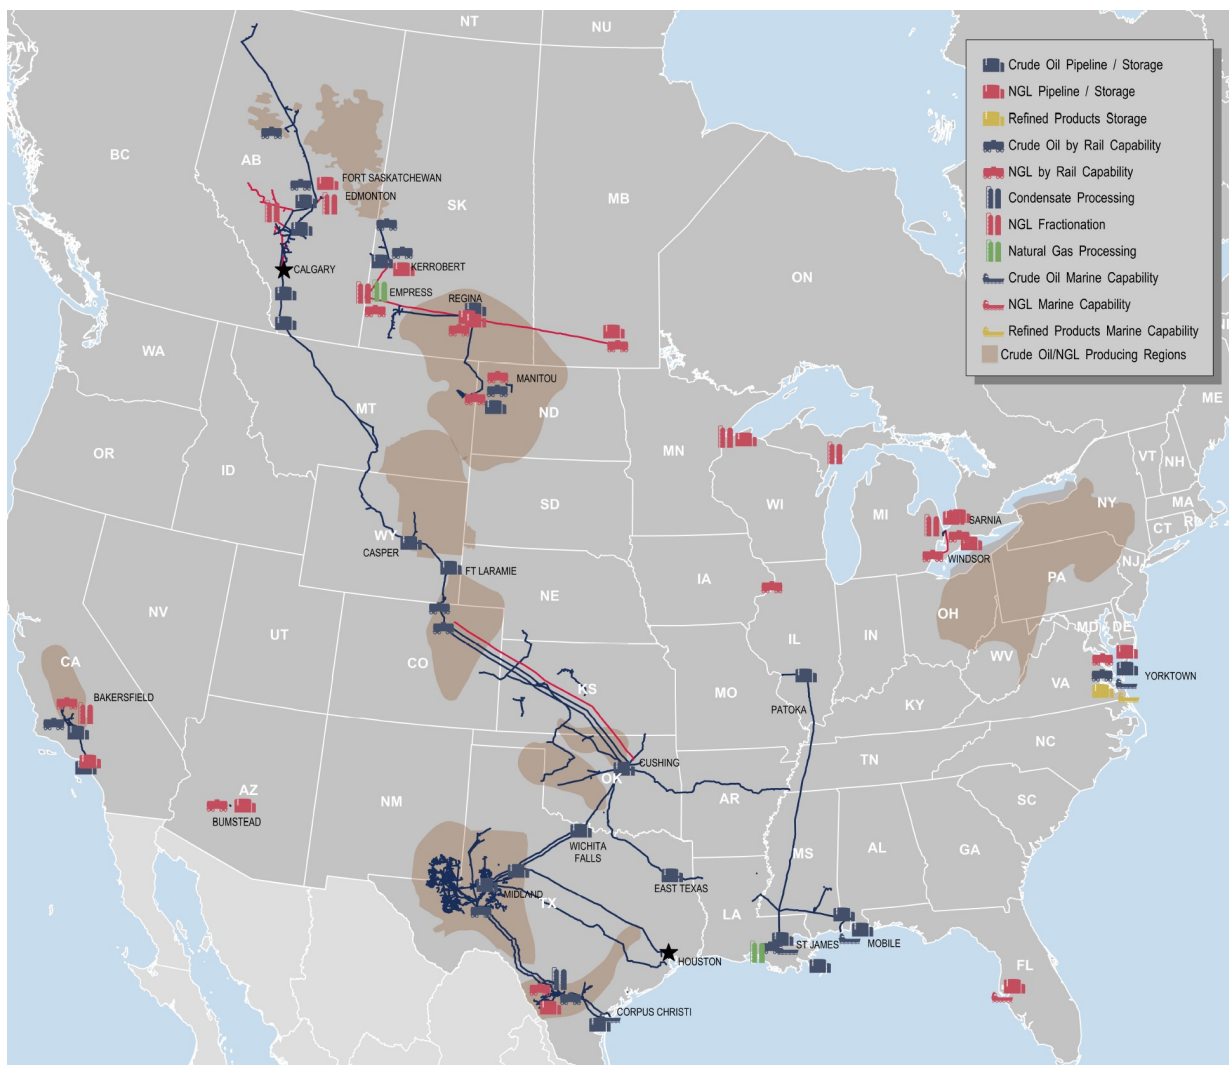 NT
NU
AK
BC
AB
SK
MB
ON
FORT SASKATCHEWAN
EDMONTON
CALGARY
KERROBERT
EMPRESS
REGINA
MANITOU
Crude Oil Pipeline / Storage
NGL Pipeline / Storage
Refined Products Storage
Crude Oil by Rail Capability
NGL by Rail Capability
Condensate Processing
NGL Fractionation
Natural Gas Processing
Crude Oil Marine Capability
NGL Marine Capability
Refined Products Marine Capability
Crude Oil/NGL Producing Regions
WA
MT
ND
MN
ME
OR
ID
SD
WI
MI
VT
NH
NY
MA
CT
RI
SARNIA
WINDSOR
WY
CASPER
FT LARAMIE
NE
IA
PA
NJ
OH
NV
UT
CO
KS
MO
IL
IN
WV
MD
DE
VA
KY
YORKTOWN
CA
BAKERSFIELD
PATOKA
NC
TN
SC
AZ
BUMSTEAD
NM
OK
CUSHING
AR
MS
AL
GA
WICHITA
FALLS
EAST TEXAS
MIDLAND
TX
LA
ST JAMES
MOBILE
HOUSTON
FL
CORPUS CHRISTI